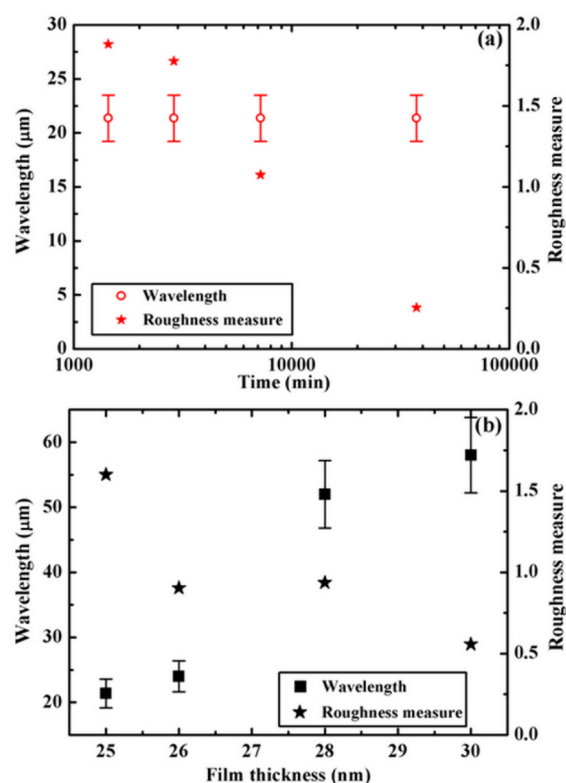 (a)
30
25
20
15
10
5
0
Wavelength (μm)
2.0
1.5
1.0
0.5
0.0
Roughness measure
Wavelength
Roughness measure
1000 10000 100000
Time (min)
(b)
60
50
40
30
20
Wavelength (μm)
2.0
1.5
1.0
0.5
0.0
Roughness measure
Wavelength
Roughness measure
25 26 27 28 29 30
Film thickness (nm)